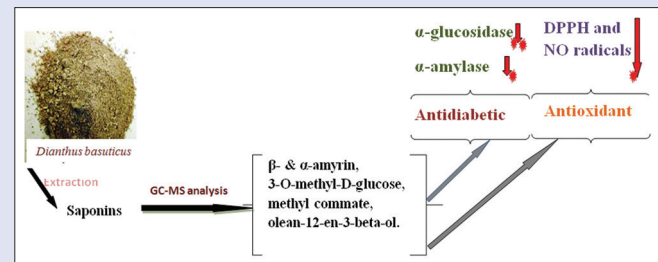 Dianthus basuticus
Extraction
Saponins
GC-MS analysis
β- & α-amyrin,
3-O-methyl-D-glucose,
methyl commate,
olean-12-en-3-beta-ol.
α-glucosidase
α-amylase
Antidiabetic
DPPH and
NO radicals
Antioxidant